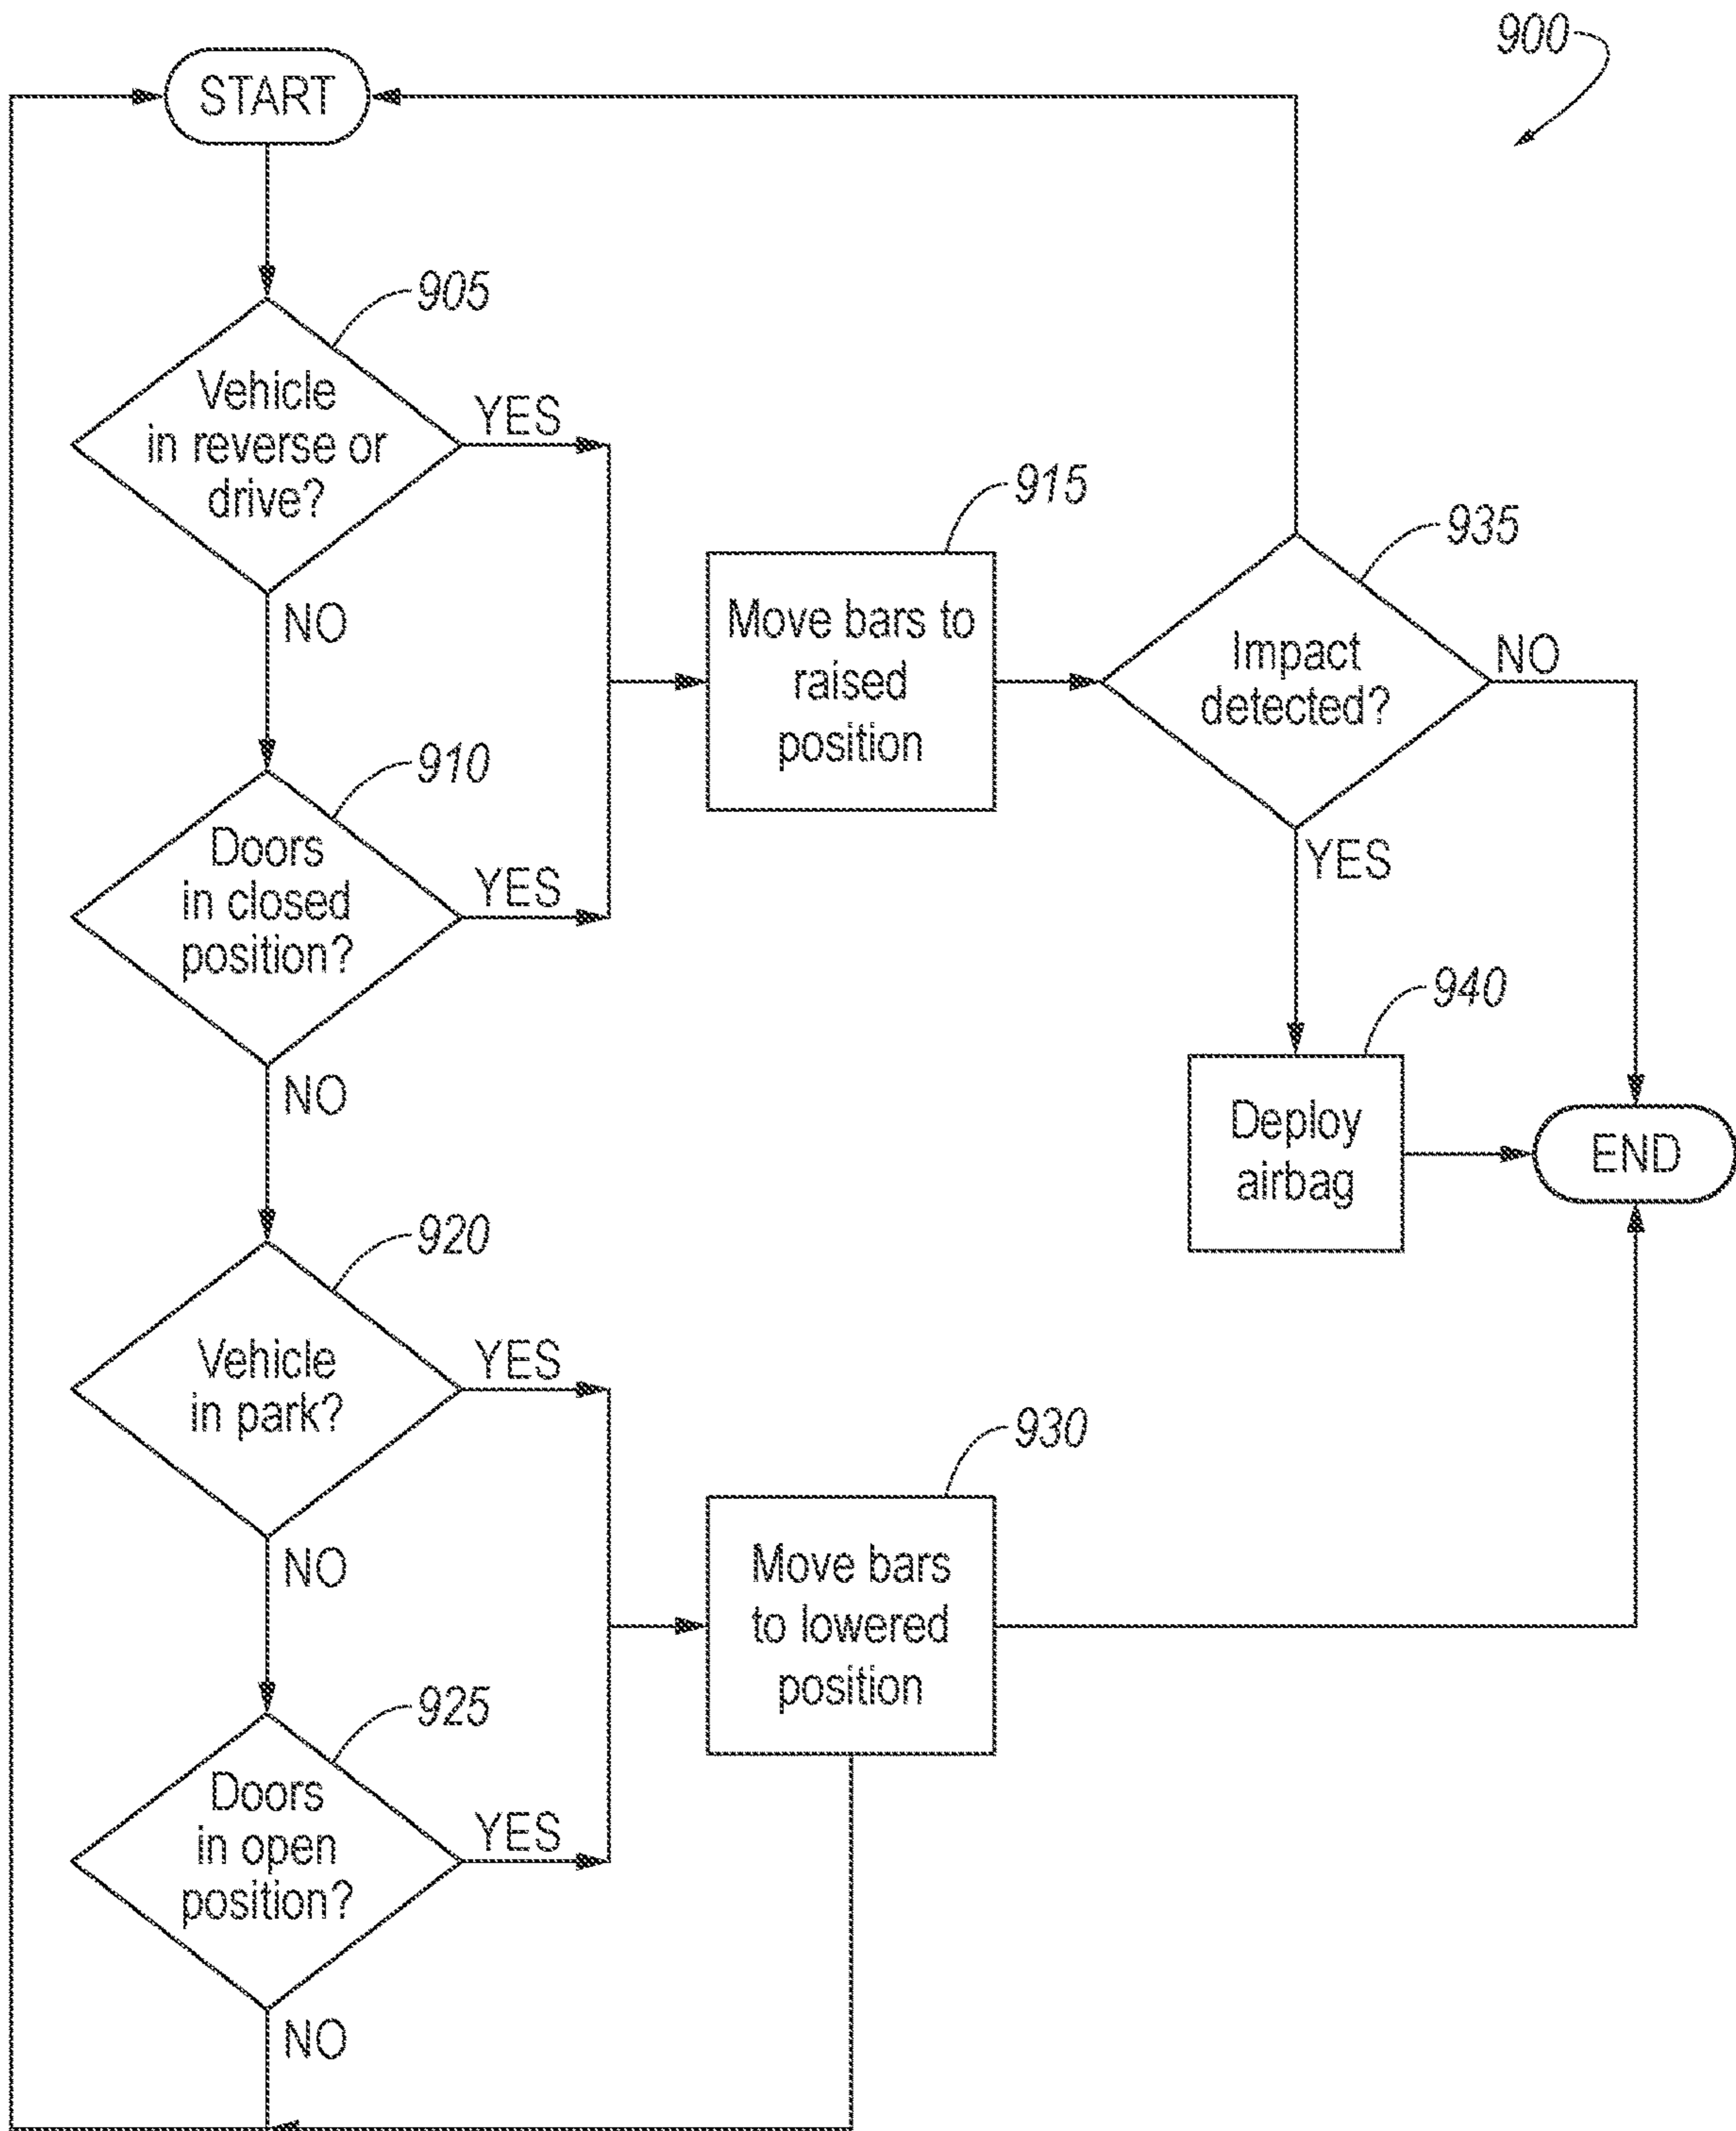 900
START
905
Vehicle
in reverse or
drive?
YES
NO
915
Move bars to
raised
position
935
Impact
detected?
NO
YES
910
Doors
in closed
position?
YES
NO
940
Deploy
airbag
END
920
Vehicle
in park?
YES
NO
930
Move bars
to lowered
position
925
Doors
in open
position?
YES
NO